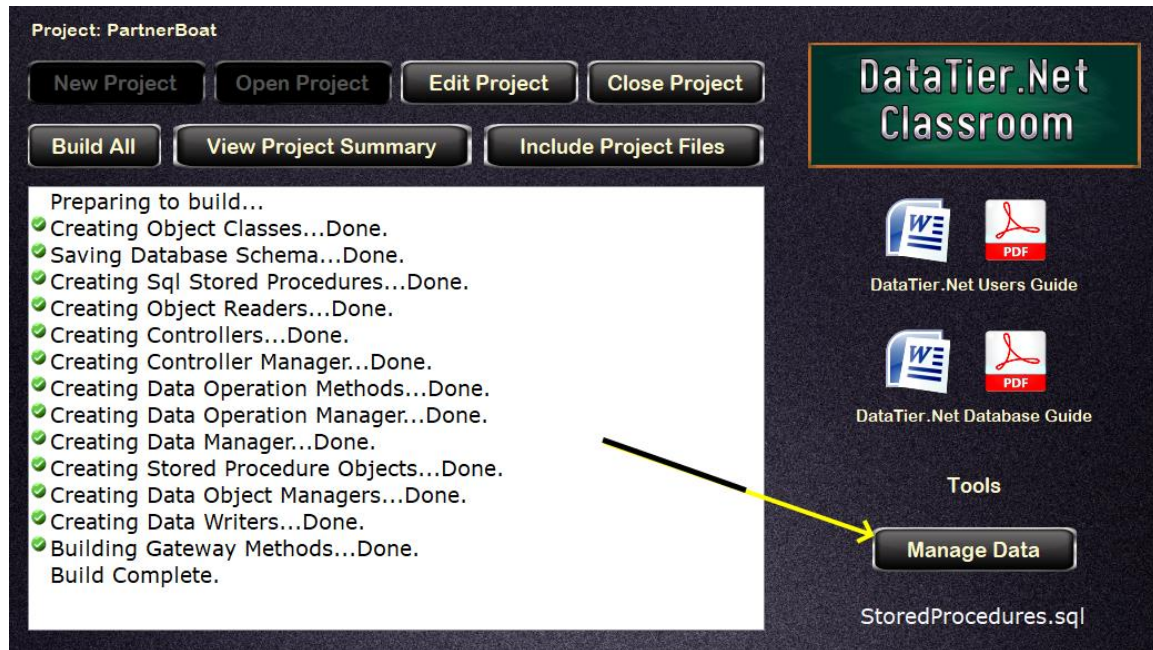 Project: PartnerBoat
New Project Open Project Edit Project Close Project
Build All View Project Summary Include Project Files
Preparing to build...
Creating Object Classes...Done.
Saving Database Schema...Done.
Creating Sql Stored Procedures...Done.
Creating Object Readers...Done.
Creating Controllers...Done.
Creating Controller Manager...Done.
Creating Data Operation Methods...Done.
Creating Data Operation Manager...Done.
Creating Data Manager...Done.
Creating Stored Procedure Objects...Done.
Creating Data Object Managers...Done.
Creating Data Writers...Done.
Building Gateway Methods...Done.
Build Complete.
DataTier.Net
Classroom
W PDF
DataTier.Net Users Guide
W PDF
DataTier.Net Database Guide
Tools
Manage Data
StoredProcedures.sql